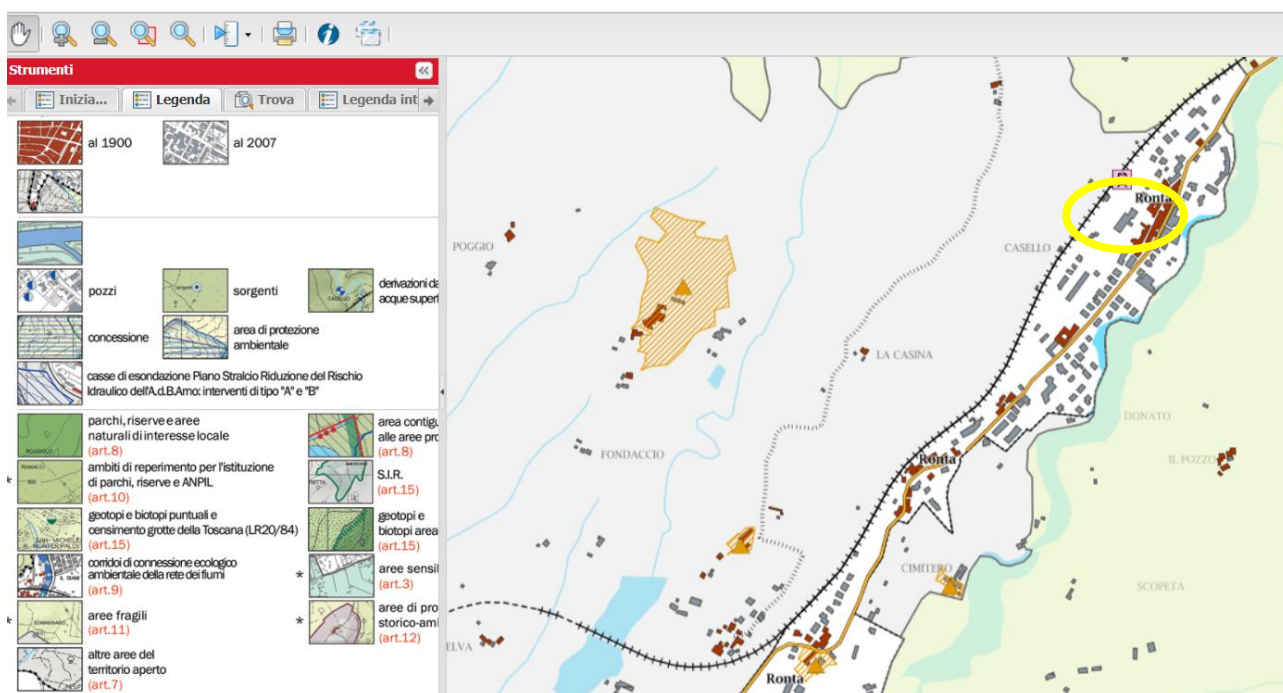 Strumenti
Inizia...
Legenda
Trova
Legenda int
al 1900
al 2007
pozzi
sorgenti
derivazioni da
acque superf
concessione
area di protezione
ambientale
casse di esondazione Piano Stralcio Riduzione del Rischio
Idraulico dell'A.d.B.Arno: interventi di tipo "A" e "B"
parchi, riserve e aree
naturali di interesse locale
(art.8)
area contigu
alle aree pro
(art.8)
ambiti di reperimento per l'istituzione
di parchi, riserve e ANPIL
(art.10)
S.I.R.
(art.15)
geotopi e biotopi puntuali e
censimento grotte della Toscana (LR20/84)
(art.15)
geotopi e
biotopi area
(art.15)
corridoi di connessione ecologico
ambientale della rete dei fiumi
(art.9)
* aree sensil
(art.3)
* aree fragili
(art.11)
* aree di pro
storico-aml
(art.12)
altre aree del
territorio aperto
(art.7)
Ronta
POGGIO
CASELLO
LA CASINA
DONATO
FONDACCIO
Ronta
IL POZZO
CIMITERO
SCOPETA
ELVA
Ronta